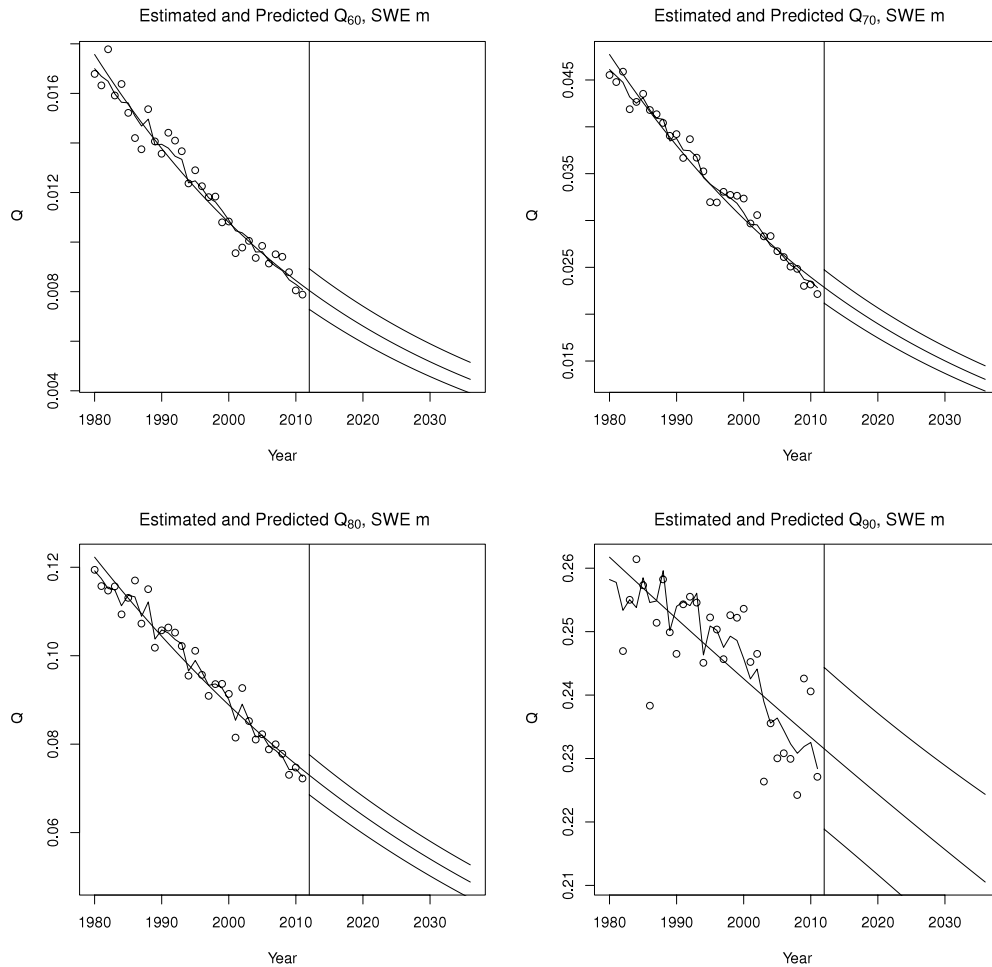 Estimated and Predicted Q60, SWE m
Q
0.004 0.008 0.012 0.016
1980 1990 2000 2010 2020 2030
Year
Estimated and Predicted Q70, SWE m
Q
0.015 0.025 0.035 0.045
1980 1990 2000 2010 2020 2030
Year
Estimated and Predicted Q80, SWE m
Q
0.06 0.08 0.10 0.12
1980 1990 2000 2010 2020 2030
Year
Estimated and Predicted Q90, SWE m
Q
0.21 0.22 0.23 0.24 0.25 0.26
1980 1990 2000 2010 2020 2030
Year